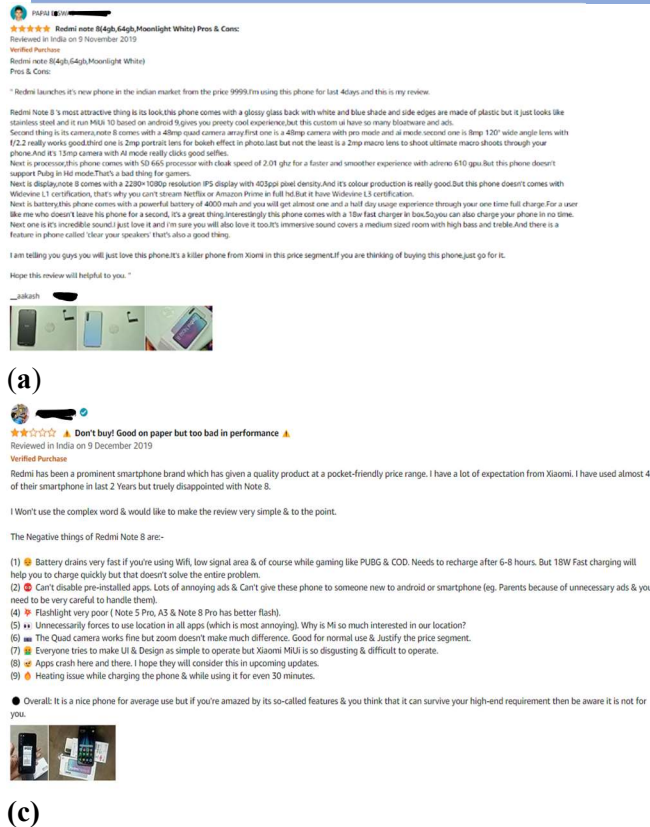 PAPAI
Redmi note 8(4gb,64gb,Moonlight White) Pros & Cons:
Reviewed in India on 9 November 2019
Verified Purchase
Redmi note 8(4gb,64gb,Moonlight White)
Pros & Cons:
" Redmi launches it's new phone in the indian market from the price 9999.I'm using this phone for last 4days and this is my review.
Redmi Note 8 's most attractive thing is its look,this phone comes with a glossy glass back with white and blue shade and side edges are made of plastic but it just looks like
stainless steel and it run MIUI 10 based on android 9,gives you preety cool experience,but this custom ui have so many bloatware and ads.
Second thing is its camera,note 8 comes with a 48mp quad camera array.first one is a 48mp camera with pro mode and ai mode.second one is 8mp 120° wide angle lens with
f/2.2 really works good.third one is 2mp portrait lens for bokeh effect in photo.last but not the least is a 2mp macro lens to shoot ultimate macro shoots through your
phone.And it's 13mp camera with AI mode really clicks good selfies.
Next is processor,this phone comes with SD 665 processor with cloak speed of 2.01 ghz for a faster and smoother experience with adreno 610 gpu.But this phone doesn't
support Pubg in Hd mode.That's a bad thing for gamers.
Next is display,note 8 comes with a 2280×1080p resolution IPS display with 403ppi pixel density.And it's colour production is really good.But this phone doesn't comes with
Widevine L1 certification, that's why you can't stream Netflix or Amazon Prime in full hd.But it have Widevine L3 certification.
Next is battery,this phone comes with a powerful battery of 4000 mah and you will get almost one and a half day usage experience through your one time full charge.For a user
like me who doesn't leave his phone for a second, it's a great thing.Interestingly this phone comes with a 18w fast charger in box.So,you can also charge your phone in no time.
Next one is it's incredible sound.I just love it and i'm sure you will also love it too.It's immersive sound covers a medium sized room with high bass and treble.And there is a
feature in phone called 'clear your speakers' that's also a good thing.
I am telling you guys you will just love this phone.It's a killer phone from Xiomi in this price segment.If you are thinking of buying this phone,just go for it.
Hope this review will helpful to you. "
__aakash
(a)
⚠ Don't buy! Good on paper but too bad in performance ⚠
Reviewed in India on 9 December 2019
Verified Purchase
Redmi has been a prominent smartphone brand which has given a quality product at a pocket-friendly price range. I have a lot of expectation from Xiaomi. I have used almost 4
of their smartphone in last 2 Years but truely disappointed with Note 8.
I Won't use the complex word & would like to make the review very simple & to the point.
The Negative things of Redmi Note 8 are:-
(1) Battery drains very fast if you're using Wifi, low signal area & of course while gaming like PUBG & COD. Needs to recharge after 6-8 hours. But 18W Fast charging will
help you to charge quickly but that doesn't solve the entire problem.
(2) Can't disable pre-installed apps. Lots of annoying ads & Can't give these phone to someone new to android or smartphone (eg. Parents because of unnecessary ads & you
need to be very careful to handle them).
(4) Flashlight very poor ( Note 5 Pro, A3 & Note 8 Pro has better flash).
(5) Unnecessarily forces to use location in all apps (which is most annoying). Why is Mi so much interested in our location?
(6) The Quad camera works fine but zoom doesn't make much difference. Good for normal use & Justify the price segment.
(7) Everyone tries to make UI & Design as simple to operate but Xiaomi MiUi is so disgusting & difficult to operate.
(8) Apps crash here and there. I hope they will consider this in upcoming updates.
(9) Heating issue while charging the phone & while using it for even 30 minutes.
● Overall: It is a nice phone for average use but if you're amazed by its so-called features & you think that it can survive your high-end requirement then be aware it is not for
you.
(c)